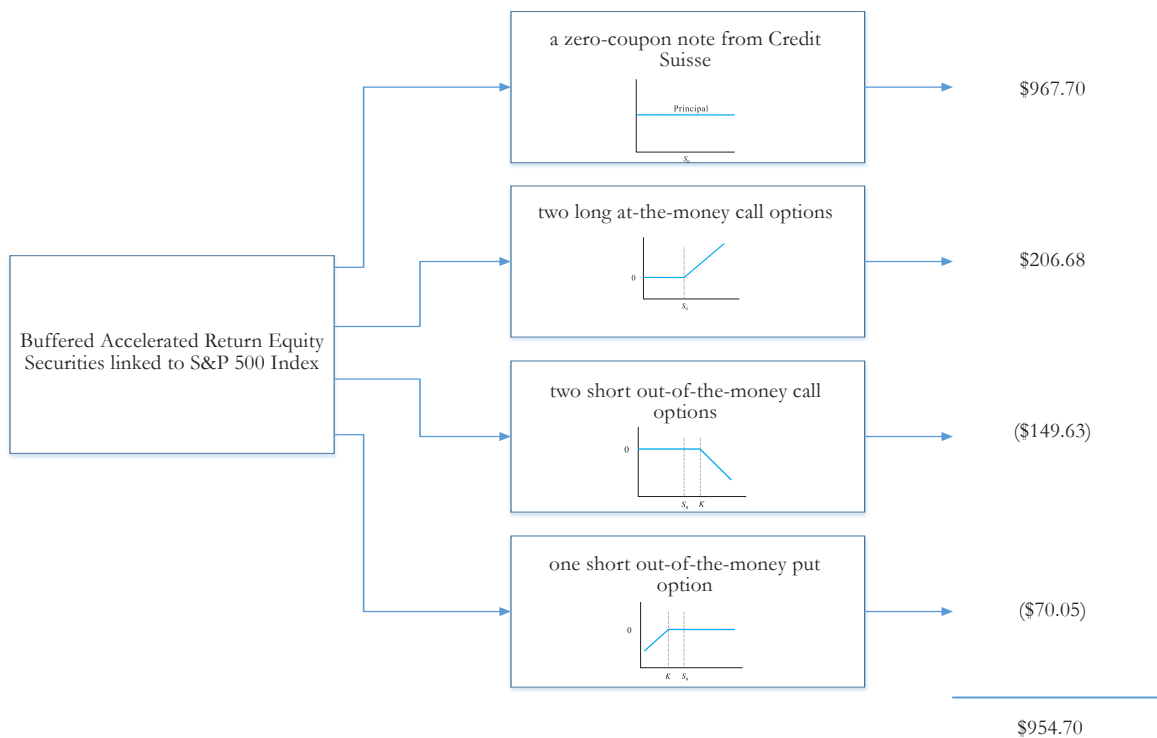 a zero-coupon note from Credit
Suisse
Principal
S₀
$967.70
two long at-the-money call options
0
S₀
$206.68
Buffered Accelerated Return Equity
Securities linked to S&P 500 Index
two short out-of-the-money call
options
0
S₀ K
($149.63)
one short out-of-the-money put
option
0
K S₀
($70.05)
$954.70